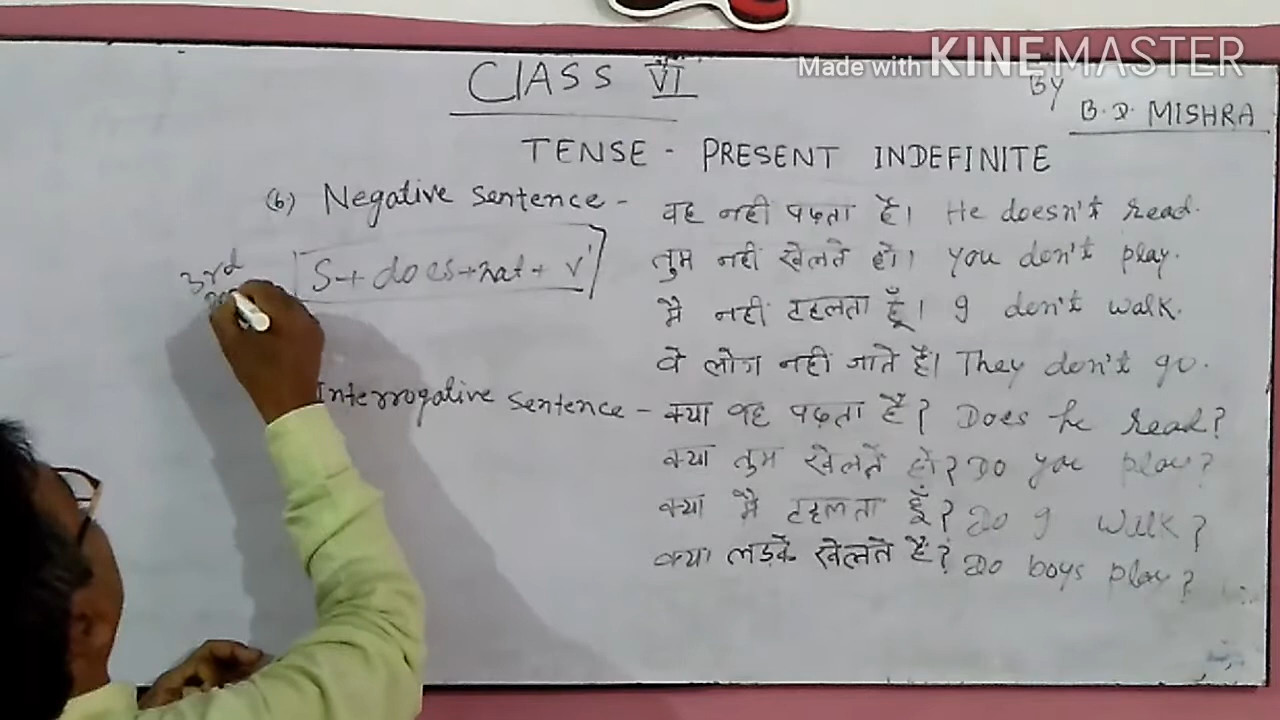 Made with KINEMASTER
CLASS VI
By
B.D. MISHRA
TENSE - PRESENT INDEFINITE
(b) Negative Sentence - वह नहीं पढ़ता है। He doesn't read.
3rd S + does + not + V' तुम नहीं खेलते हो। you don't play.
मै नहीं टहलता हूँ। I don't walk.
वे लोग नहीं जाते हैं। They don't go.
Interrogative Sentence - क्या वह पढ़ता है? Does he read?
क्या तुम खेलते हो? Do you play?
क्या मै टहलता हूँ? Do I walk?
क्या लड़के खेलते हैं? Do boys play?